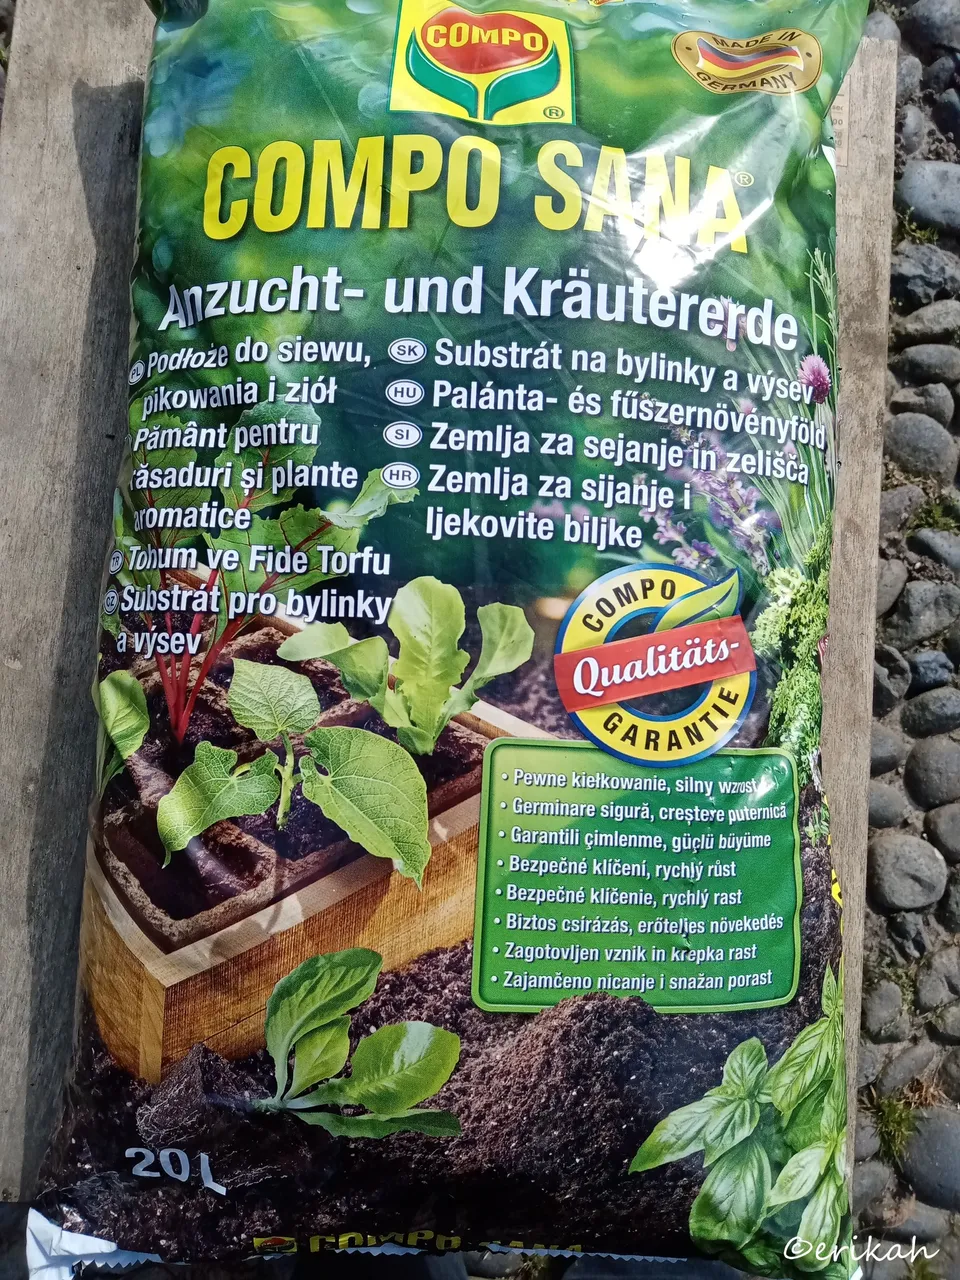 COMPO
®
MADE IN
GERMANY
COMPO SANA®
Anzucht- und Kräutererde
PL Podłoże do siewu,
pikowania i ziół
Pământ pentru
răsaduri și plante
aromatice
TR Tohum ve Fide Torfu
CZ Substrát pro bylinky
a výsev
SK Substrát na bylinky a výsev
HU Palánta- és fűszernövényföld
SI Zemlja za sejanje in zelišča
HR Zemlja za sijanje i
ljekovite biljke
COMPO
Qualitäts-
GARANTIE
• Pewne kiełkowanie, silny wzrost
• Germinare sigură, creștere puternică
• Garantili çimlenme, güçlü büyüme
• Bezpečné klíčení, rychlý růst
• Bezpečné klíčenie, rychlý rast
• Biztos csírázás, erőteljes növekedés
• Zagotovljen vznik in krepka rast
• Zajamčeno nicanje i snažan porast
20 L
COMPO SANA
©erikah